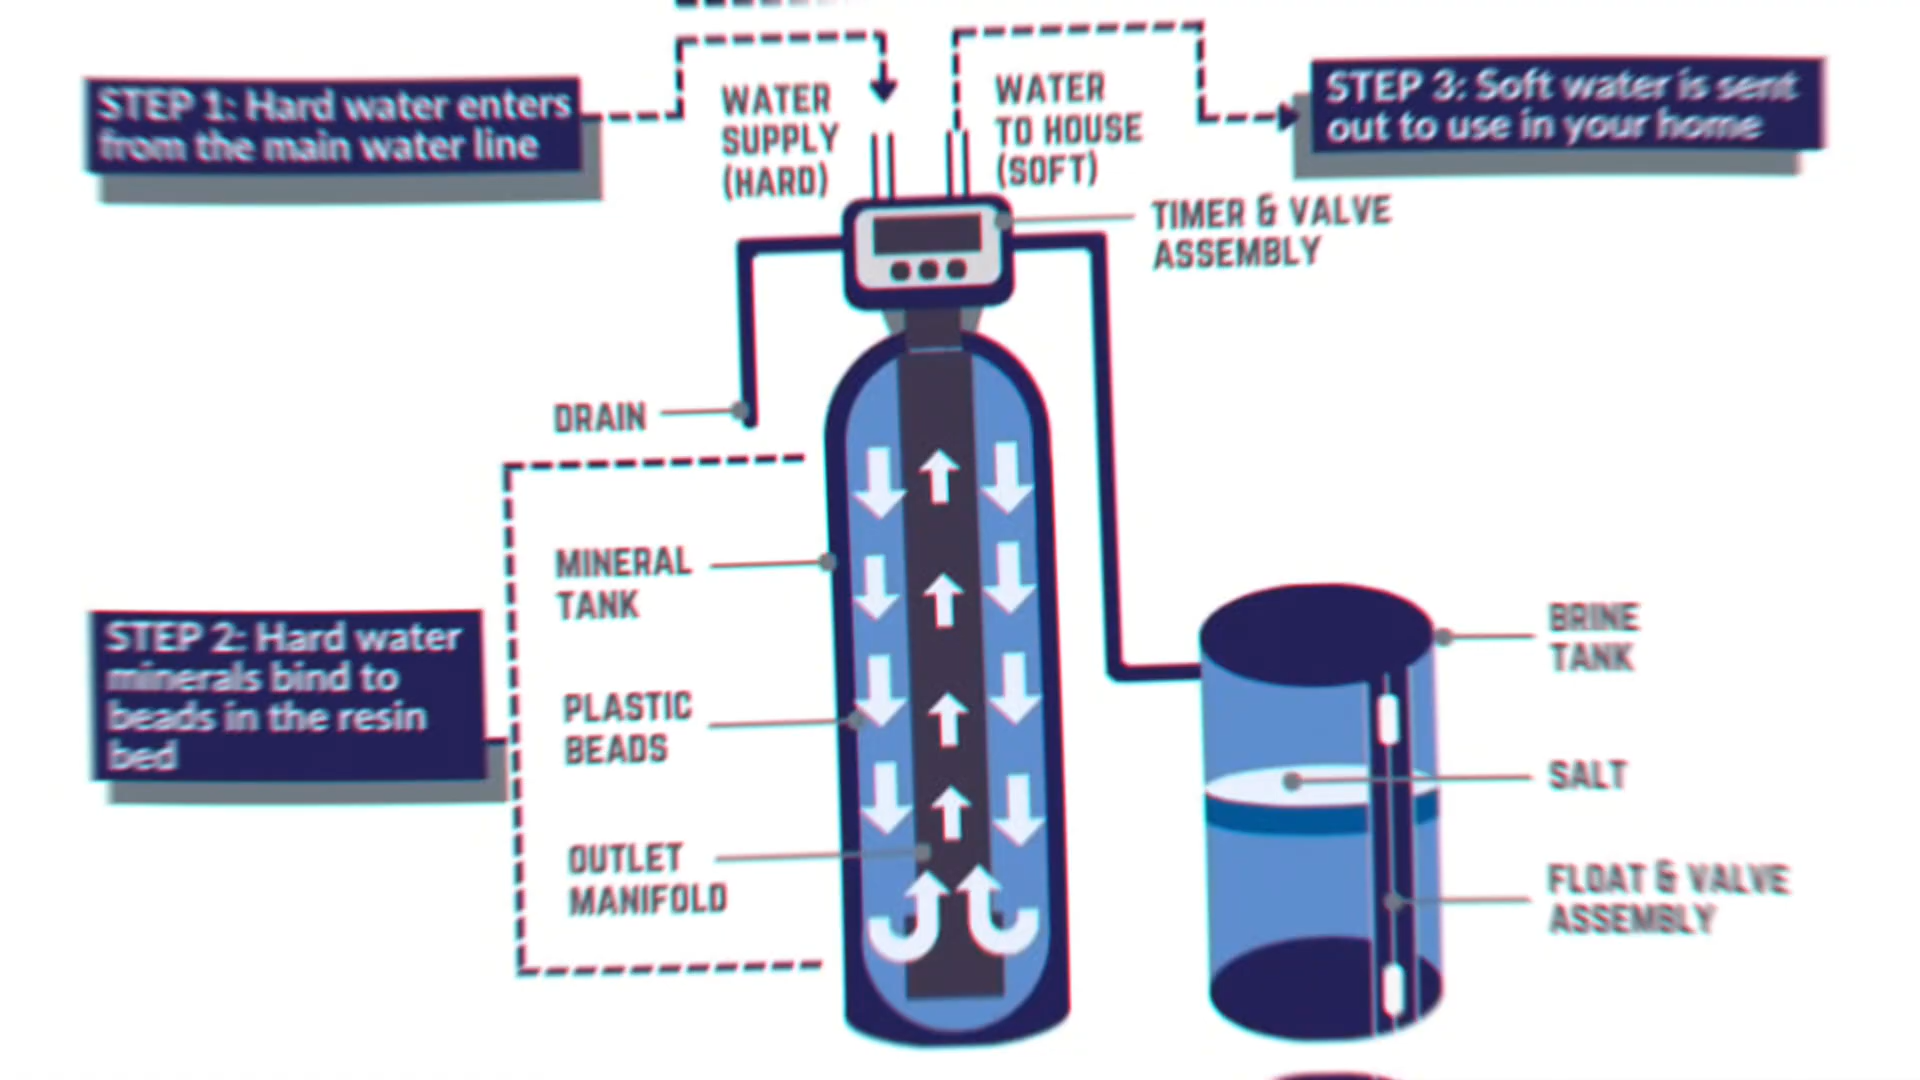 STEP 1: Hard water enters
from the main water line
WATER
SUPPLY
(HARD)
WATER
TO HOUSE
(SOFT)
STEP 3: Soft water is sent
out to use in your home
TIMER & VALVE
ASSEMBLY
DRAIN
MINERAL
TANK
STEP 2: Hard water
minerals bind to
beads in the resin
bed
PLASTIC
BEADS
OUTLET
MANIFOLD
BRINE
TANK
SALT
FLOAT & VALVE
ASSEMBLY